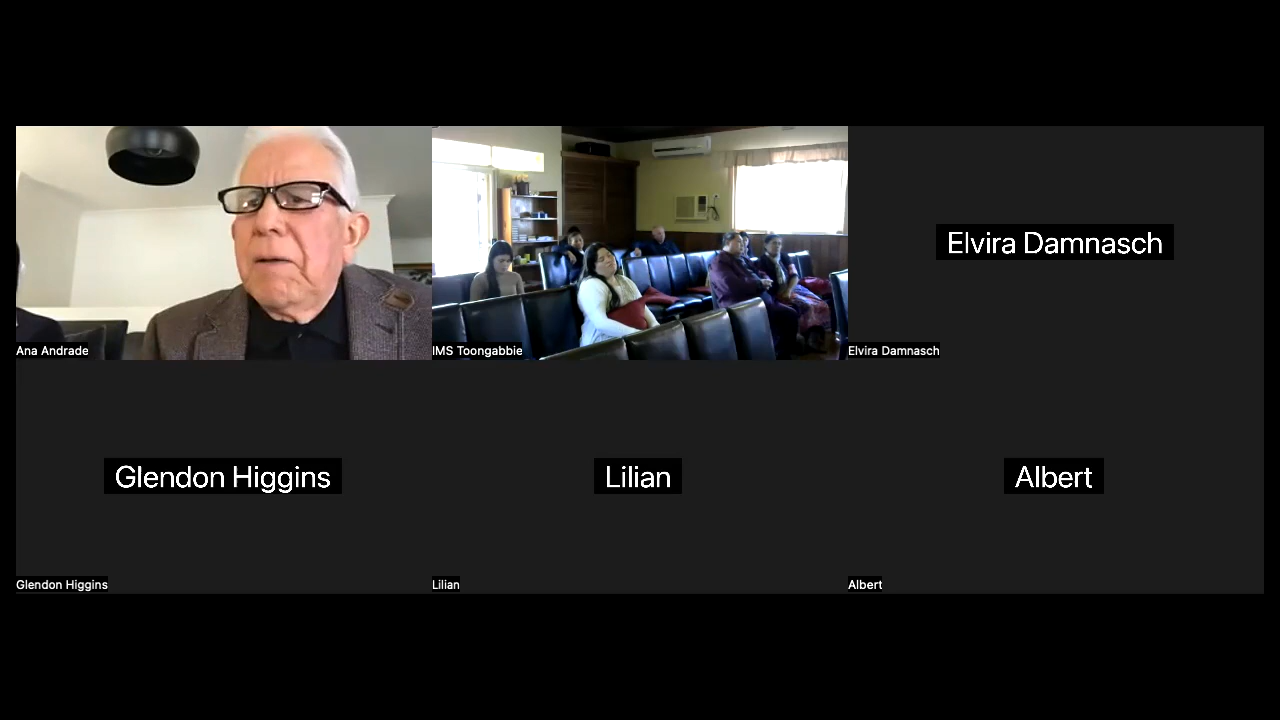 Ana Andrade
IMS Toongabbie
Elvira Damnasch
Elvira Damnasch
Glendon Higgins
Lilian
Albert
Glendon Higgins
Lilian
Albert